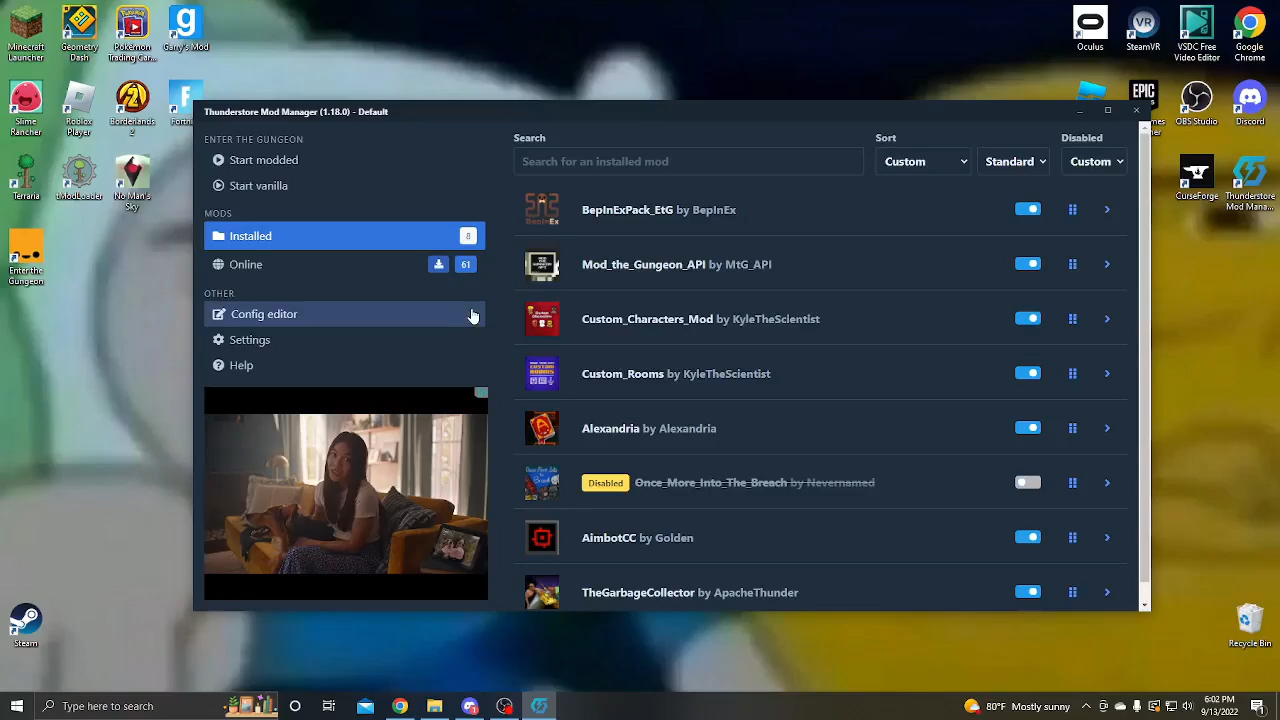 Minecraft Launcher
Geometry Dash
Pokémon Trading Car...
Gary's Mod
Oculus
SteamVR
VSDC Free Video Editor
Google Chrome
Slime Rancher
Roblox Player
Borderlands 2
OBS Studio
Discord
EPIC
Terraria
tModLoader
No Man's Sky
CurseForge
Thunderstore Mod Mana...
Enter the Gungeon
Thunderstore Mod Manager (1.18.0) - Default
ENTER THE GUNGEON
Start modded
Start vanilla
MODS
Installed 8
Online 61
OTHER
Config editor
Settings
Help
Search
Sort
Disabled
Search for an installed mod
Custom
Standard
Custom
BepInEx
BepInExPack_EtG by BepInEx
Mod_the_Gungeon_API by MtG_API
Custom_Characters_Mod by KyleTheScientist
Custom_Rooms by KyleTheScientist
Alexandria by Alexandria
Disabled Once_More_Into_The_Breach by Nevernamed
AimbotCC by Golden
TheGarbageCollector by ApacheThunder
Steam
Recycle Bin
Type here to search
80°F Mostly sunny
6:02 PM
9/13/2022